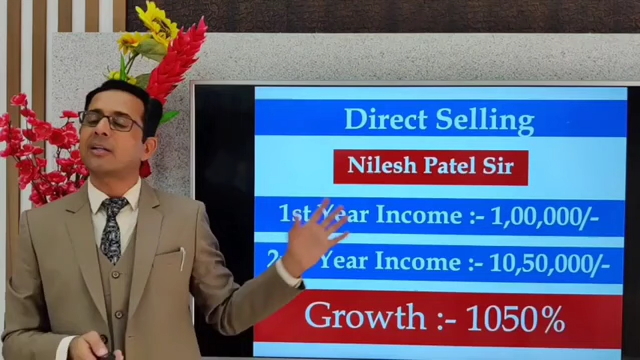 Direct Selling
Nilesh Patel Sir
1st Year Income :- 1,00,000/-
Year Income :- 10,50,000/-
Growth :- 1050%